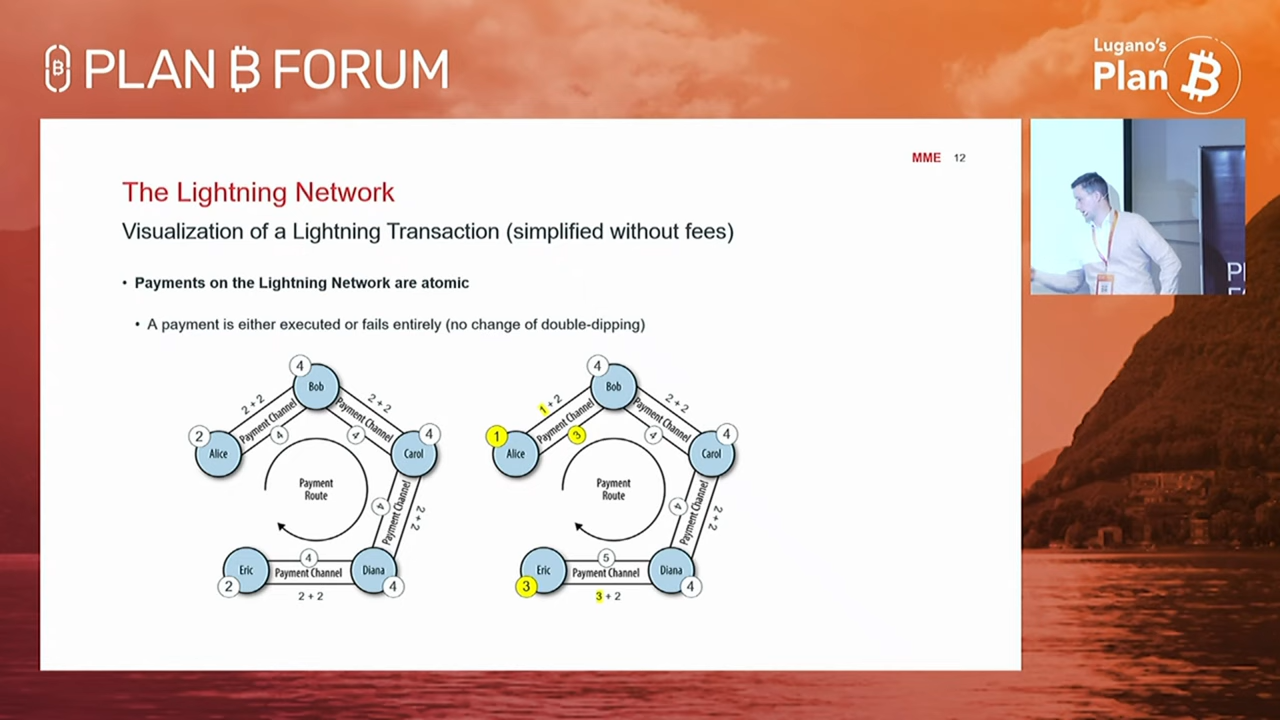 PLAN ₿ FORUM
Lugano's
Plan ₿
MME 12
The Lightning Network
Visualization of a Lightning Transaction (simplified without fees)
• Payments on the Lightning Network are atomic
• A payment is either executed or fails entirely (no change of double-dipping)
4
Bob
2 + 2
Payment Channel
4
2 + 2
Payment Channel
4
2
Alice
4
Carol
Payment Route
4
Payment Channel
2 + 2
Eric
2
4
Payment Channel
2 + 2
Diana
4
4
Bob
1 + 2
Payment Channel
3
2 + 2
Payment Channel
4
1
Alice
4
Carol
Payment
Route
4
Payment Channel
2 + 2
Eric
3
5
Payment Channel
3 + 2
Diana
4